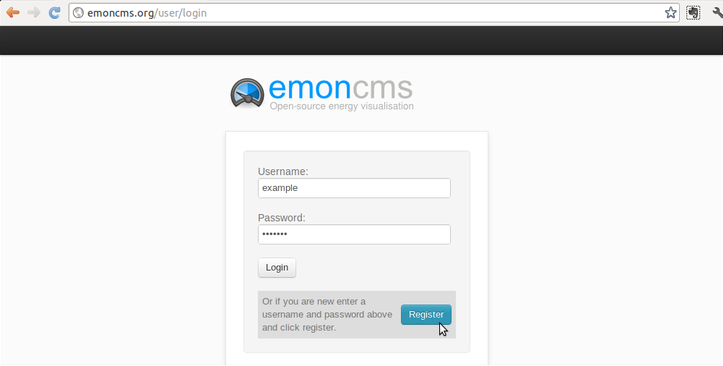 emoncms.org/user/login
emoncms
Open-source energy visualisation
Username:
example
Password:
•••••••
Login
Or if you are new enter a
username and password above
and click register.
Register